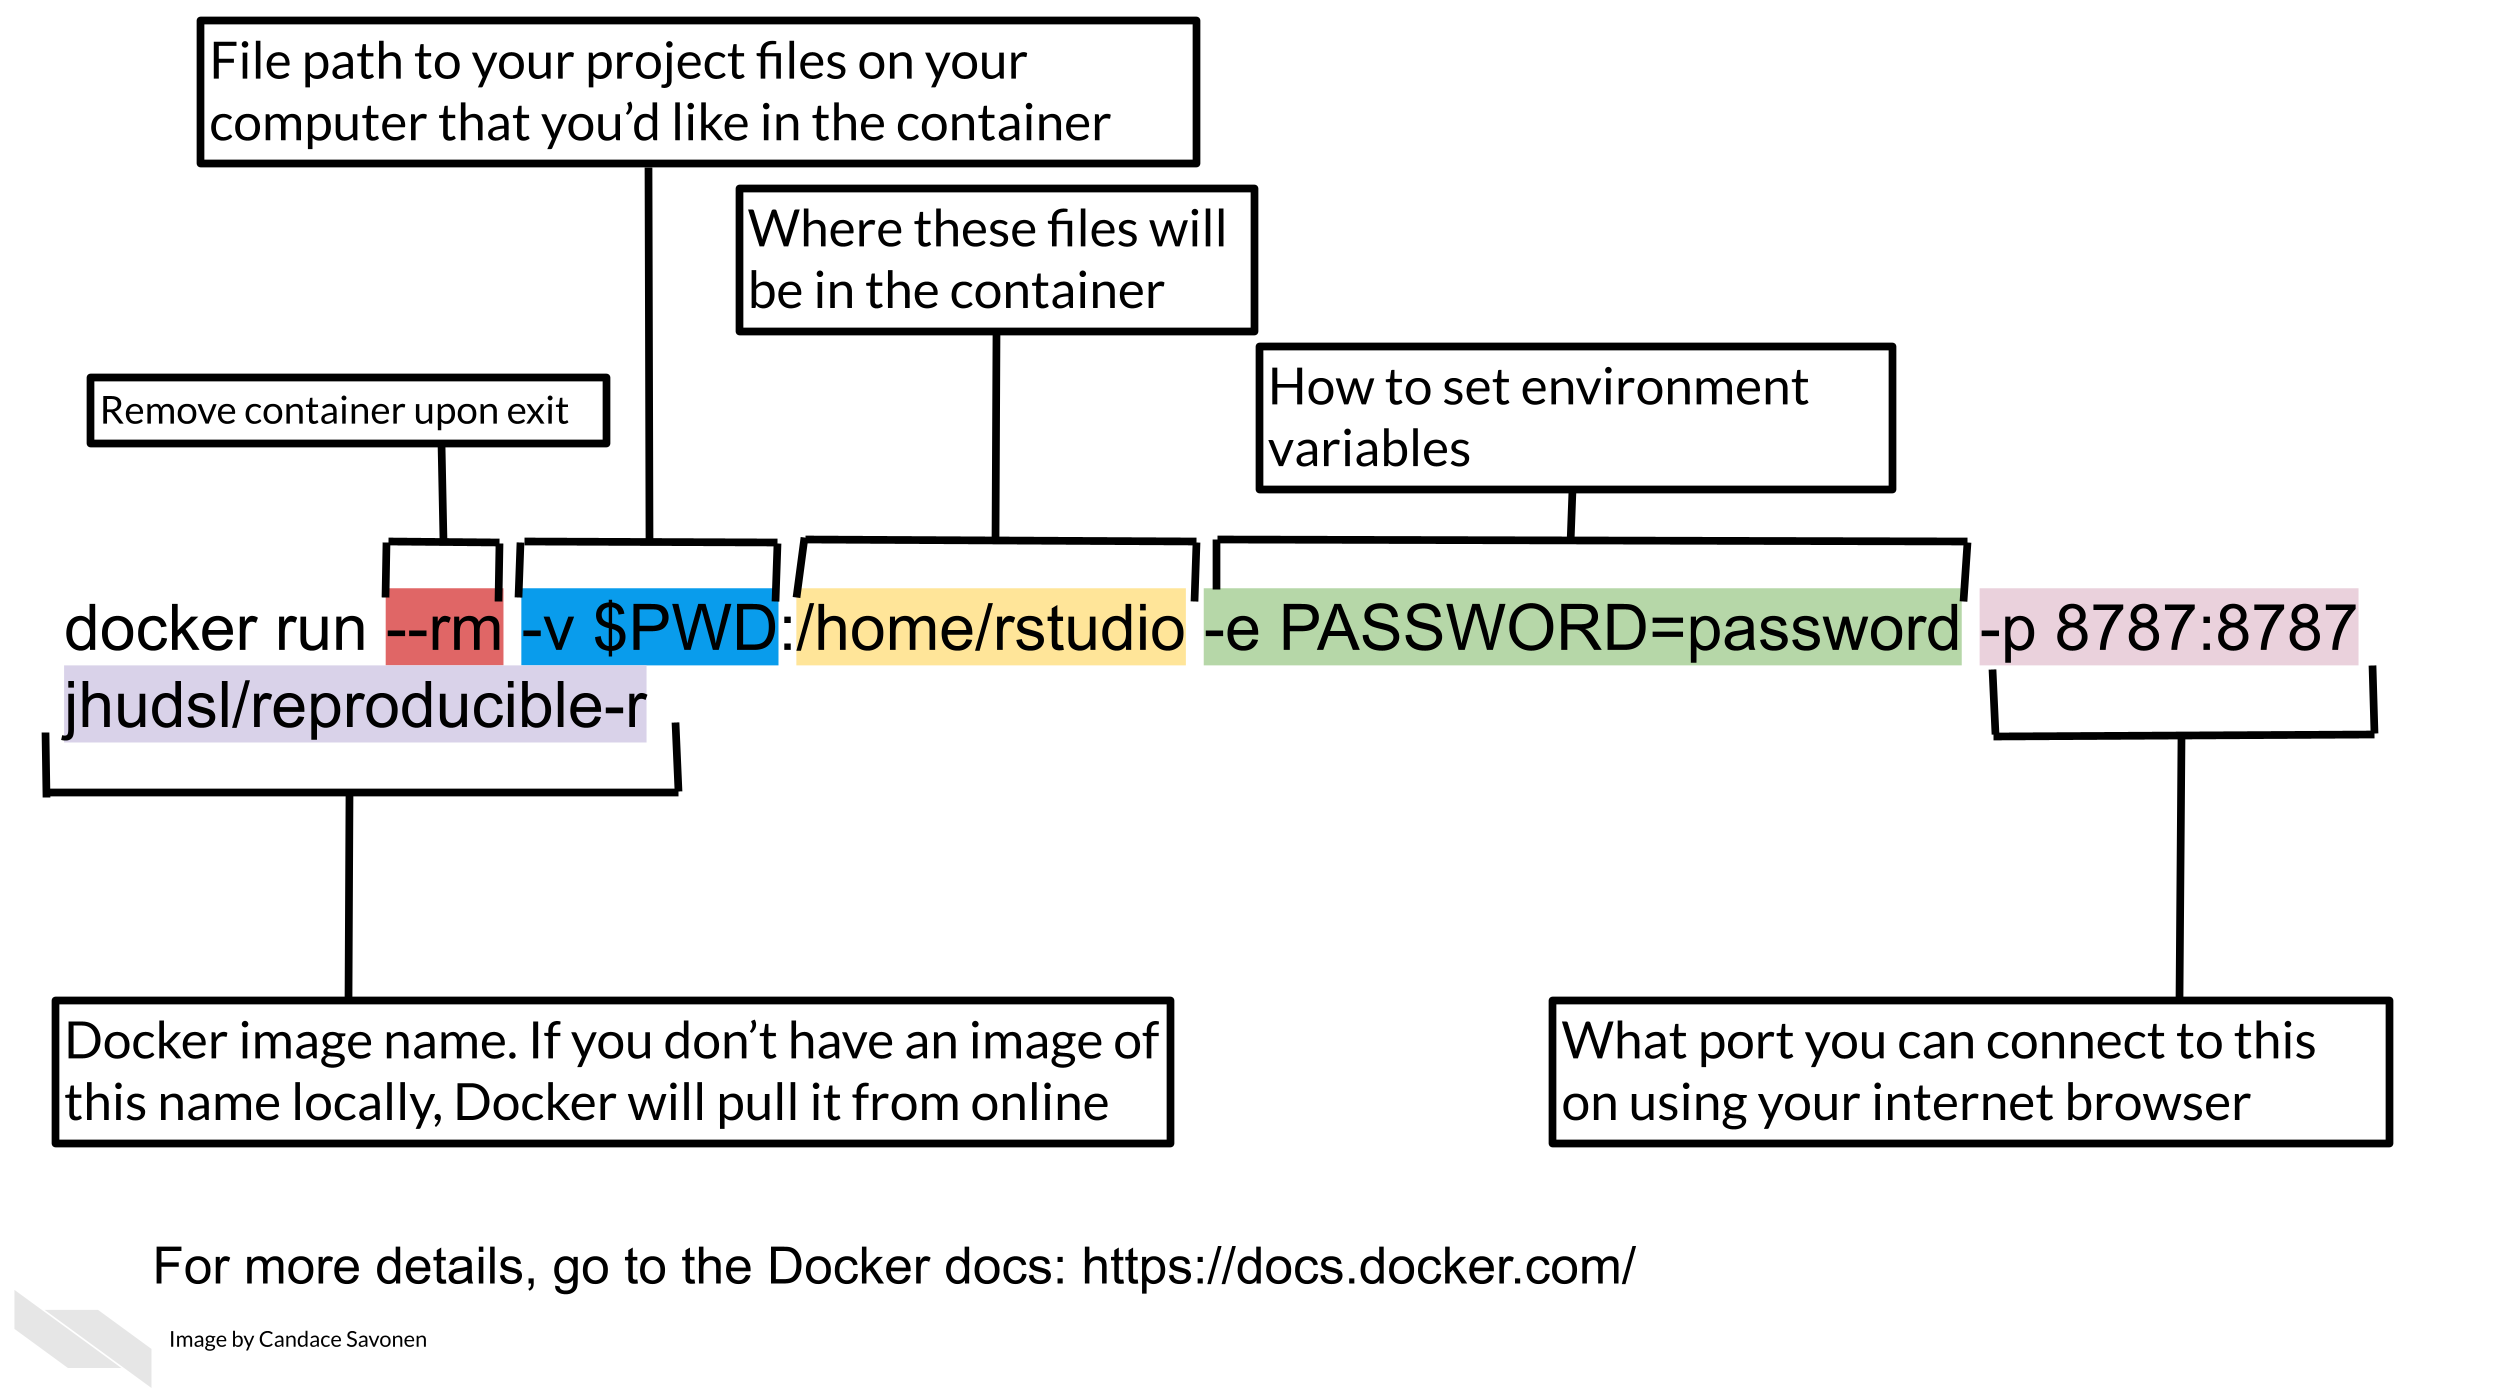 Filepath to your project files on your
computer that you’d like in the container
Where these files will
be in the container
How to set environment
variables
Remove container upon exit
docker run --rm -v $PWD:/home/rstudio -e PASSWORD=password -p 8787:8787
jhudsl/reproducible-r
Docker image name. If you don't have an image of
this name locally, Docker will pull it from online
What port you can connect to this
on using your internet browser
For more details, go to the Docker docs: https://docs.docker.com/
Image by Candace Savonen